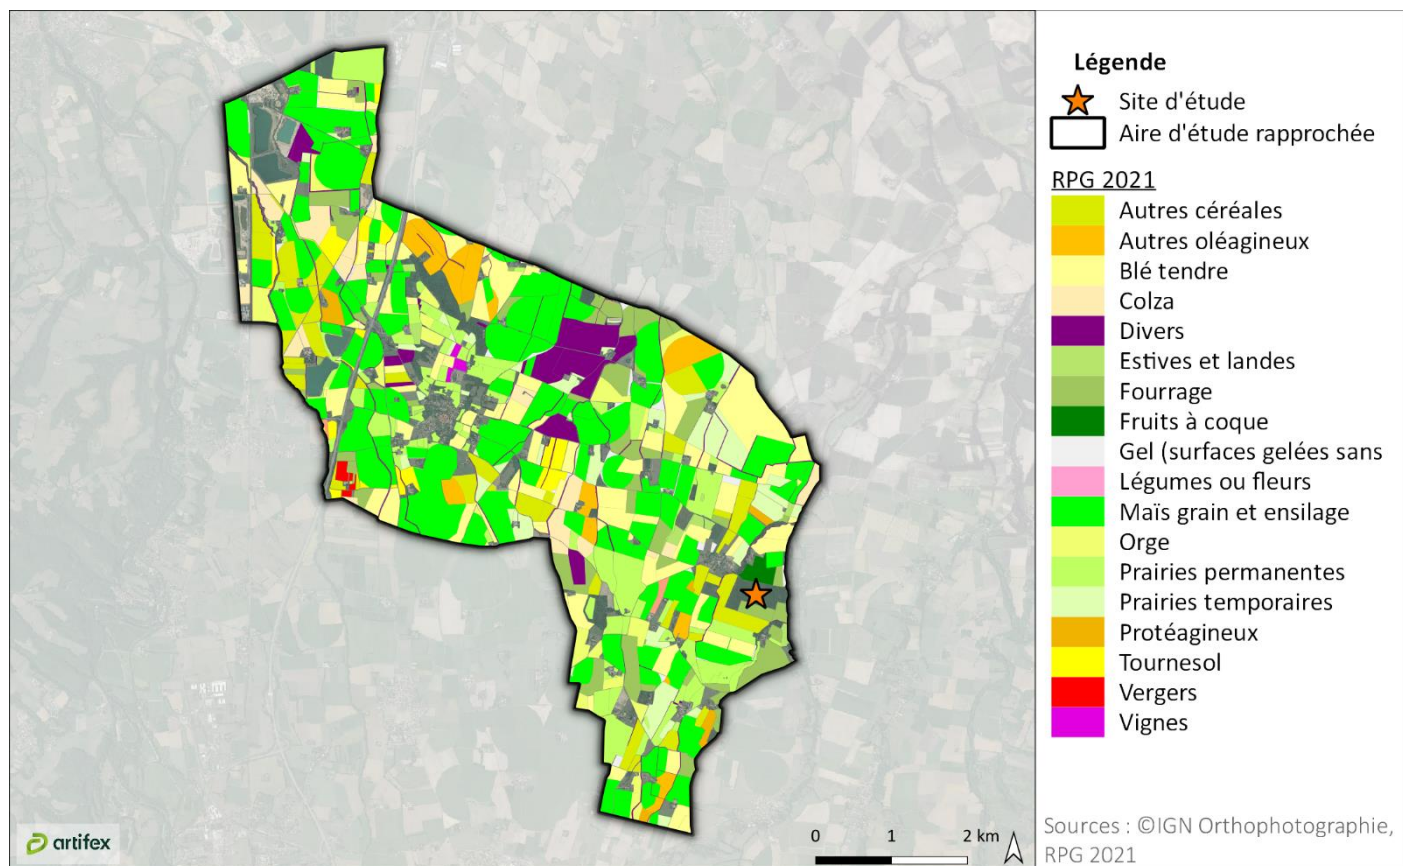 Légende
Site d'étude
Aire d'étude rapprochée
RPG 2021
Autres céréales
Autres oléagineux
Blé tendre
Colza
Divers
Estives et landes
Fourrage
Fruits à coque
Gel (surfaces gelées sans
Légumes ou fleurs
Maïs grain et ensilage
Orge
Prairies permanentes
Prairies temporaires
Protéagineux
Tournesol
Vergers
Vignes
Sources : ©IGN Orthophotographie,
RPG 2021
artifex
0 1 2 km